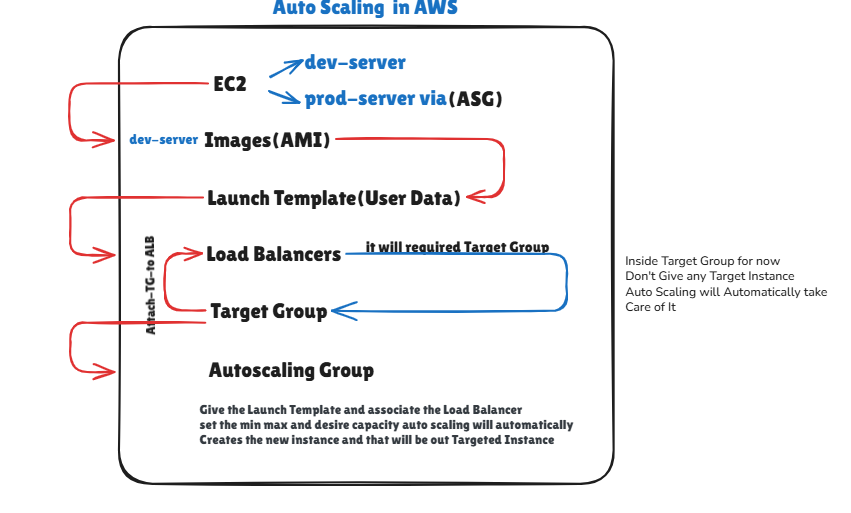 Auto Scaling in AWS
EC2
dev-server
prod-server via (ASG)
dev-server Images(AMI)
Launch Template(User Data)
Load Balancers
it will required Target Group
Attach-TG-to ALB
Target Group
Inside Target Group for now
Don't Give any Target Instance
Auto Scaling will Automatically take
Care of It
Autoscaling Group
Give the Launch Template and associate the Load Balancer
set the min max and desire capacity auto scaling will automatically
Creates the new instance and that will be out Targeted Instance